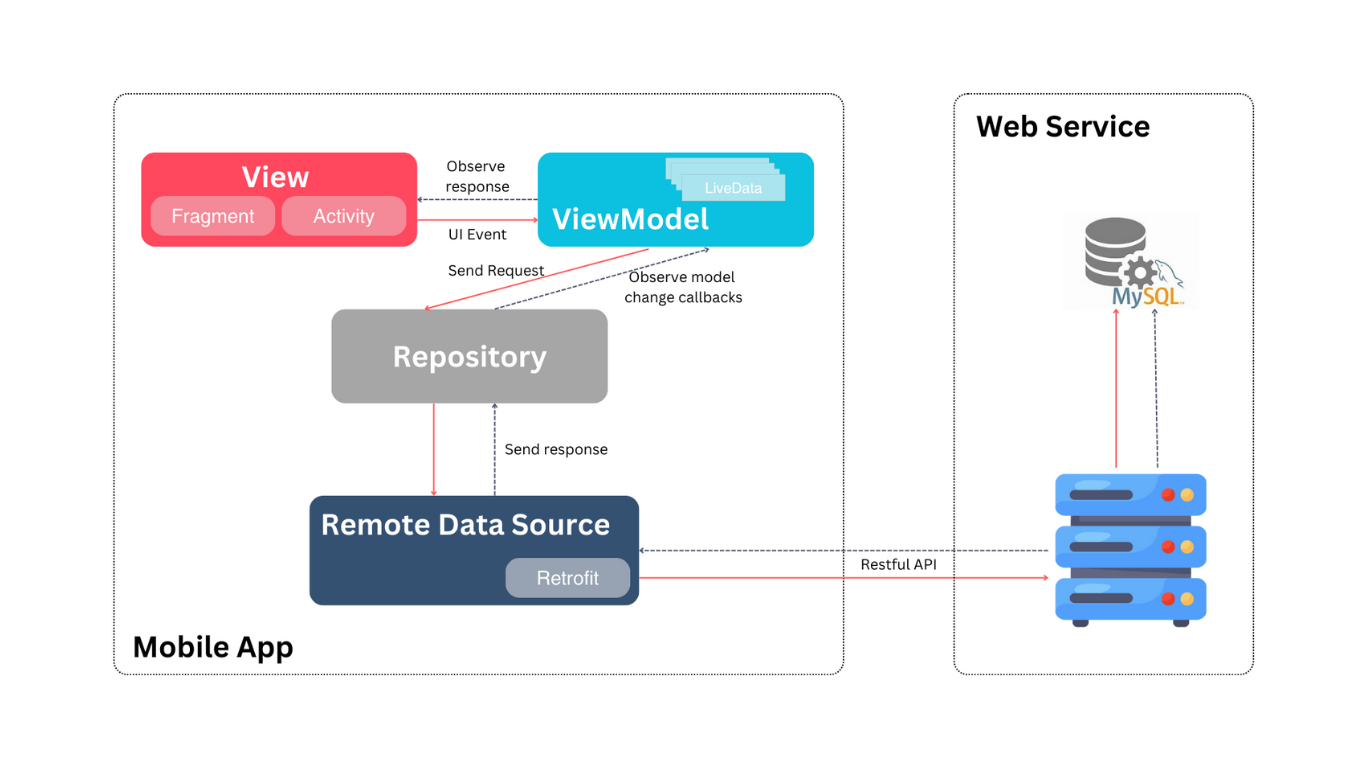 Web Service
View
Fragment
Activity
Observe
response
UI Event
LiveData
ViewModel
Send Request
Observe model
change callbacks
MySQL
Repository
Send response
Remote Data Source
Retrofit
Restful API
Mobile App